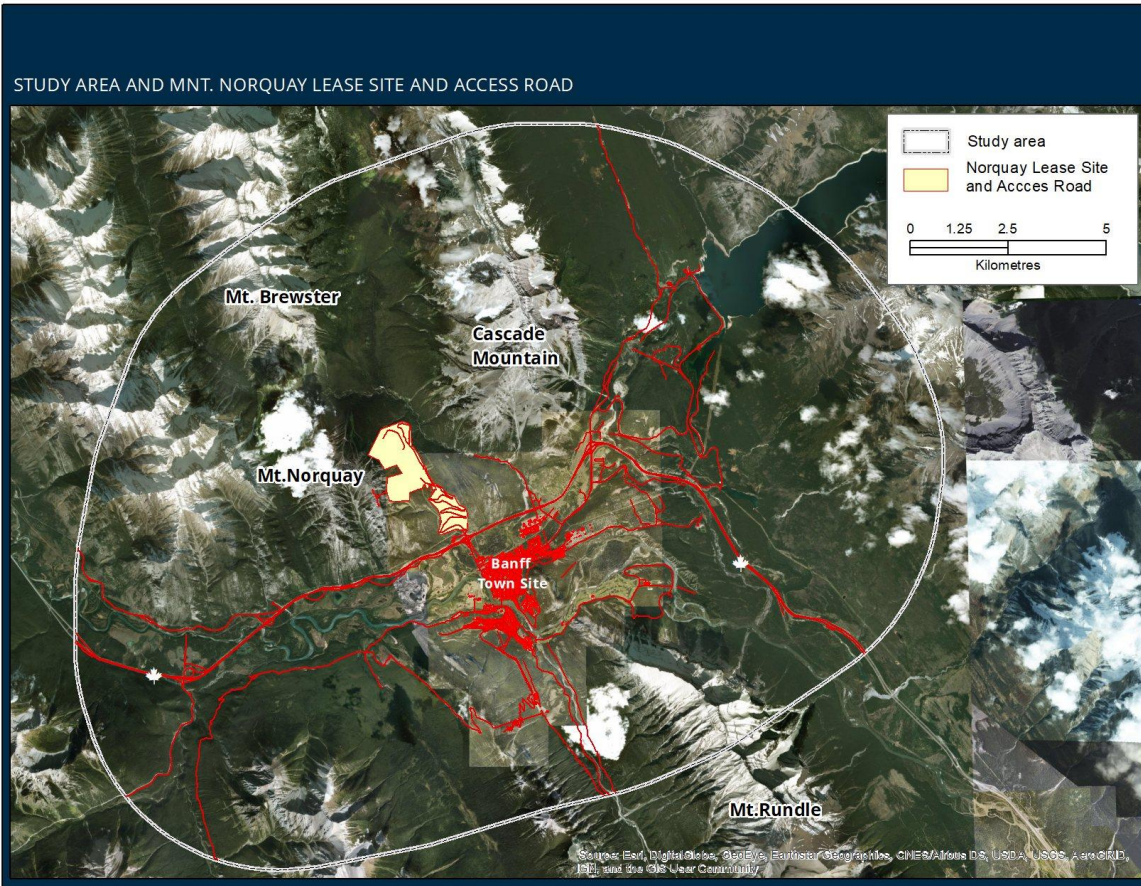 STUDY AREA AND MNT. NORQUAY LEASE SITE AND ACCESS ROAD
Study area
Norquay Lease Site
and Accces Road
0 1.25 2.5 5
Kilometres
Mt. Brewster
Cascade
Mountain
Mt.Norquay
Banff
Town Site
Mt.Rundle
Source: Esri, DigitalGlobe, GeoEye, Earthstar Geographics, CNES/Airbus DS, USDA, USGS, AeroGRID,
IGN, and the GIS User Community